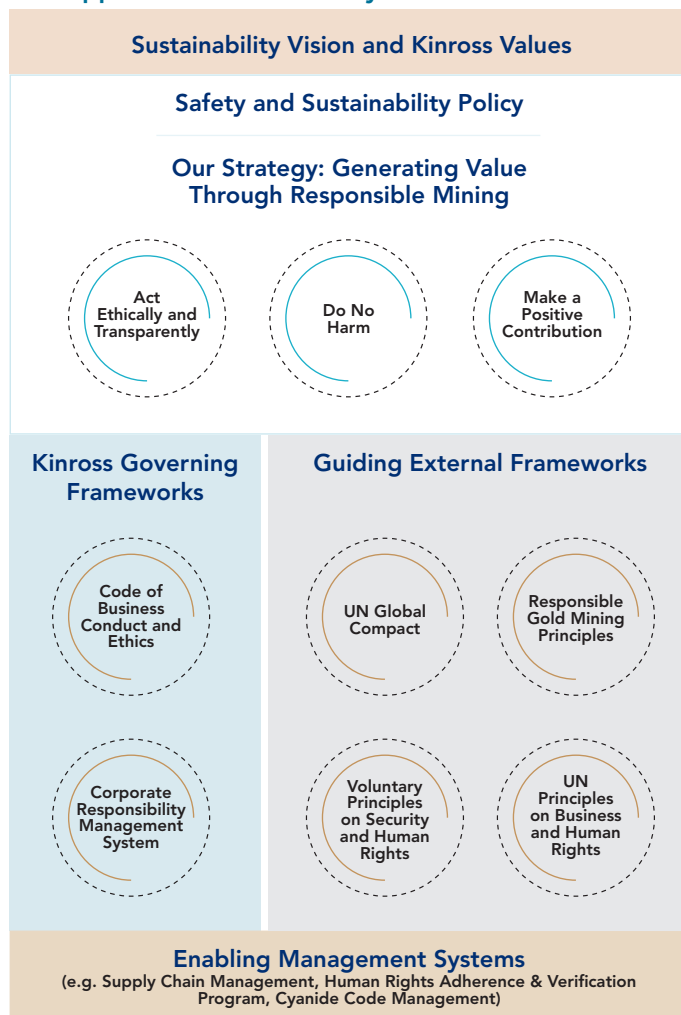 Sustainability Vision and Kinross Values
Safety and Sustainability Policy
Our Strategy: Generating Value
Through Responsible Mining
Act
Ethically and
Transparently
Do No
Harm
Make a
Positive
Contribution
Kinross Governing
Frameworks
Code of
Business
Conduct and
Ethics
Corporate
Responsibility
Management
System
Guiding External Frameworks
UN Global
Compact
Responsible
Gold Mining
Principles
Voluntary
Principles
on Security
and Human
Rights
UN
Principles
on Business
and Human
Rights
Enabling Management Systems
(e.g. Supply Chain Management, Human Rights Adherence & Verification
Program, Cyanide Code Management)